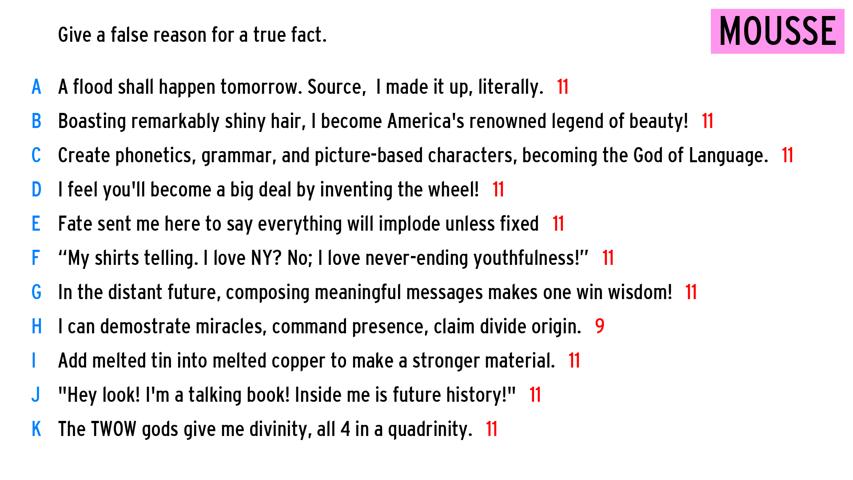 Give a false reason for a true fact.
MOUSSE
A A flood shall happen tomorrow. Source, I made it up, literally. 11
B Boasting remarkably shiny hair, I become America's renowned legend of beauty! 11
C Create phonetics, grammar, and picture-based characters, becoming the God of Language. 11
D I feel you'll become a big deal by inventing the wheel! 11
E Fate sent me here to say everything will implode unless fixed 11
F “My shirts telling. I love NY? No; I love never-ending youthfulness!” 11
G In the distant future, composing meaningful messages makes one win wisdom! 11
H I can demostrate miracles, command presence, claim divide origin. 9
I Add melted tin into melted copper to make a stronger material. 11
J "Hey look! I'm a talking book! Inside me is future history!" 11
K The TWOW gods give me divinity, all 4 in a quadrinity. 11